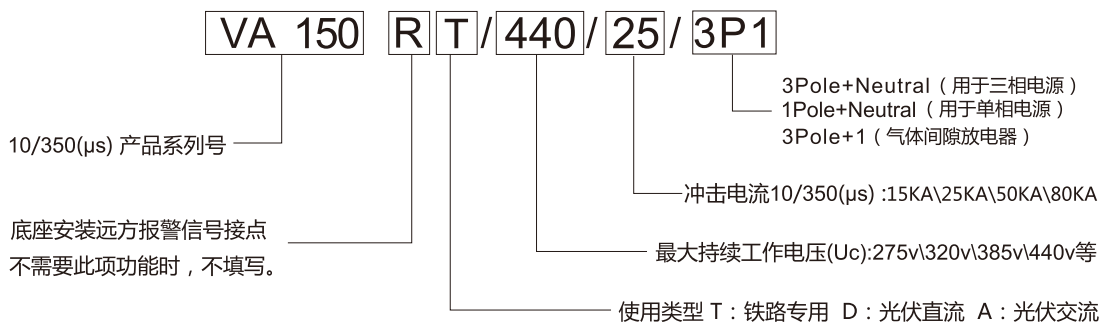 VA 150 R T / 440 / 25 / 3P1
3Pole+Neutral（用于三相电源）
1Pole+Neutral（用于单相电源）
3Pole+1（气体间隙放电器）
10/350(μs) 产品系列号
冲击电流10/350(μs) :15KA\25KA\50KA\80KA
底座安装远方报警信号接点
不需要此项功能时，不填写。
最大持续工作电压(Uc):275v\320v\385v\440v等
使用类型 T：铁路专用 D：光伏直流 A：光伏交流